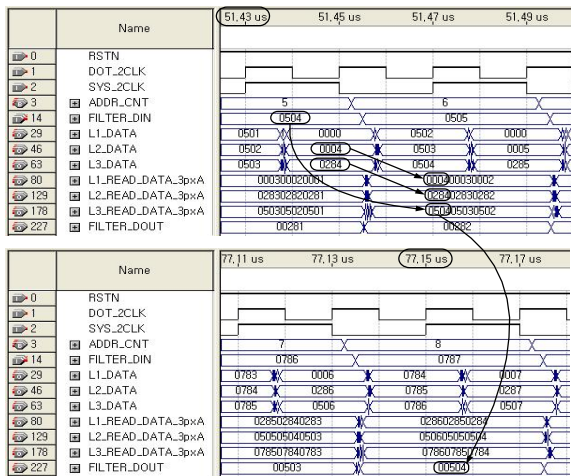 Name 51.43 us 51.45 us 51.47 us 51.49 us
0 RSTN
1 DOT_2CLK
2 SYS_2CLK
3 ADDR_CNT 5 6
14 FILTER_DIN 0504 0505
29 L1_DATA 0501 0000 0502 0000
46 L2_DATA 0502 0004 0503 0005
63 L3_DATA 0503 0284 0504 0285
80 L1_READ_DATA_3pxA 000300020001 000400030002
129 L2_READ_DATA_3pxA 028302820281 028402830282
178 L3_READ_DATA_3pxA 050305020501 050405030502
227 FILTER_DOUT 00281 00282
Name 77.11 us 77.13 us 77.15 us 77.17 us
0 RSTN
1 DOT_2CLK
2 SYS_2CLK
3 ADDR_CNT 7 8
14 FILTER_DIN 0786 0787
29 L1_DATA 0783 0006 0784 0007
46 L2_DATA 0784 0286 0785 0287
63 L3_DATA 0785 0506 0786 0507
80 L1_READ_DATA_3pxA 028502840283 028602850284
129 L2_READ_DATA_3pxA 050505040503 050605050504
178 L3_READ_DATA_3pxA 078507840783 078607850784
227 FILTER_DOUT 00503 00504